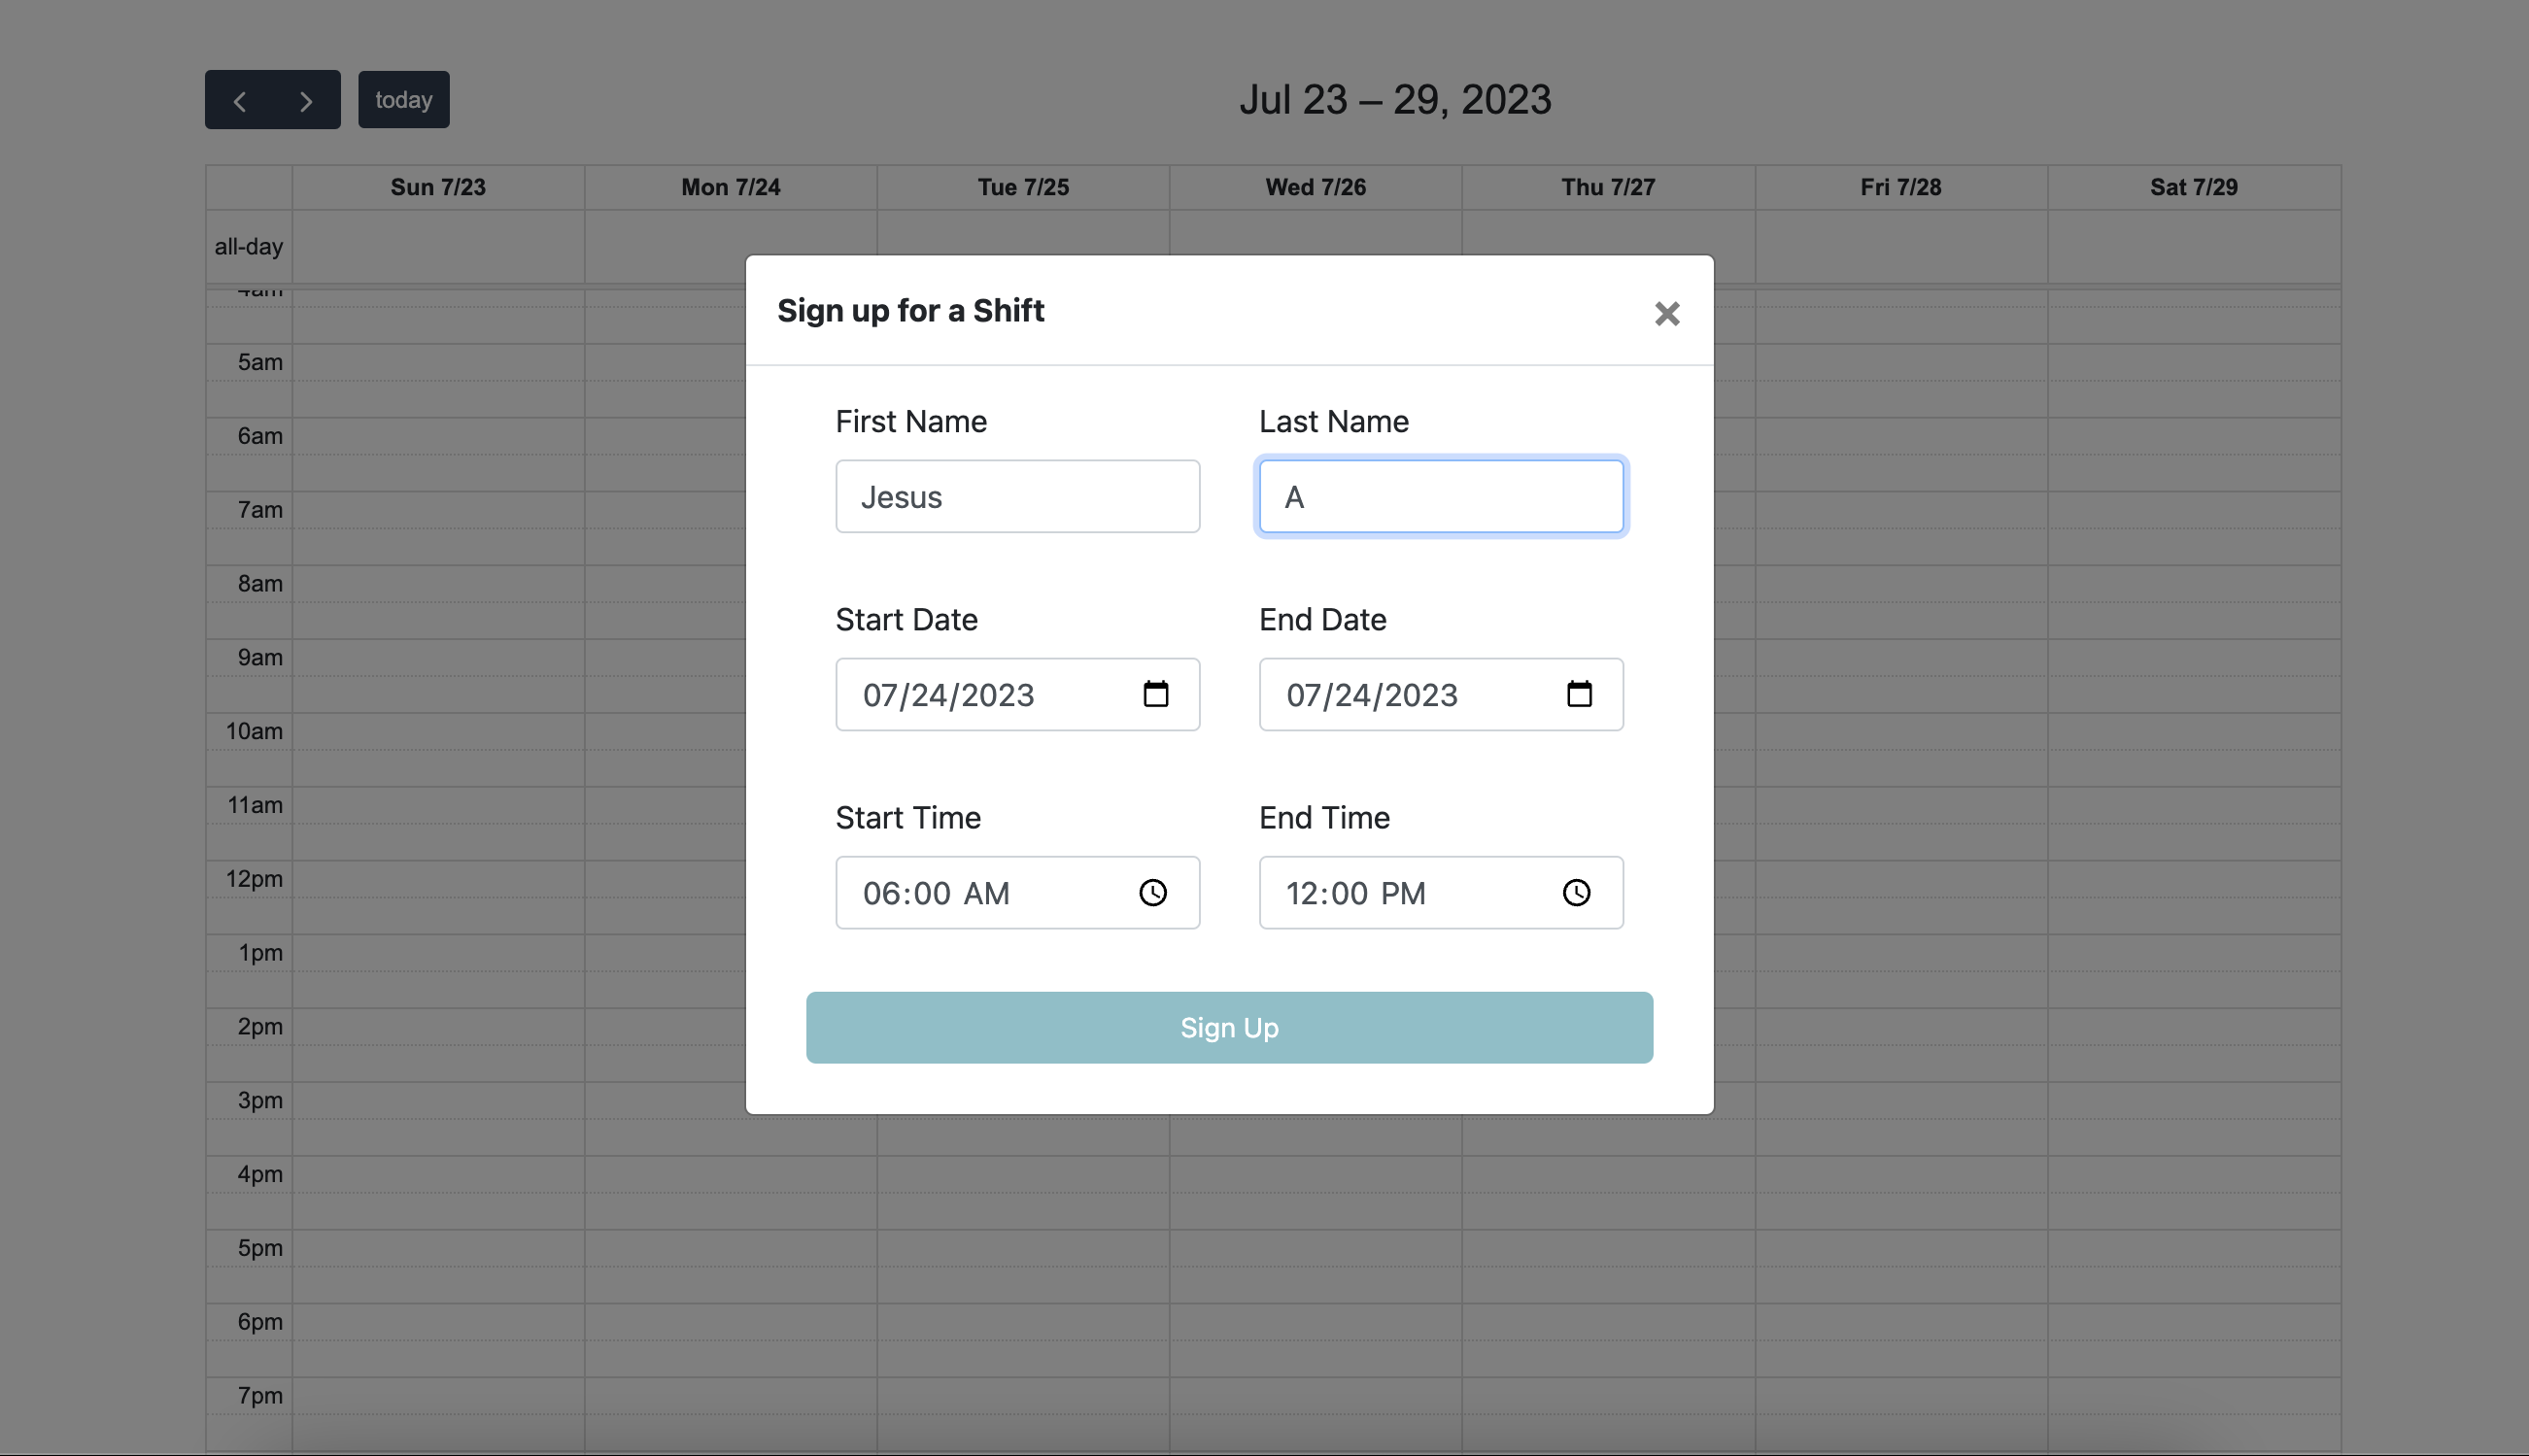 today
Jul 23 – 29, 2023
Sun 7/23 Mon 7/24 Tue 7/25 Wed 7/26 Thu 7/27 Fri 7/28 Sat 7/29
all-day
4am
5am
6am
7am
8am
9am
10am
11am
12pm
1pm
2pm
3pm
4pm
5pm
6pm
7pm
Sign up for a Shift
First Name Last Name
Jesus A
Start Date End Date
07/24/2023 07/24/2023
Start Time End Time
06:00 AM 12:00 PM
Sign Up